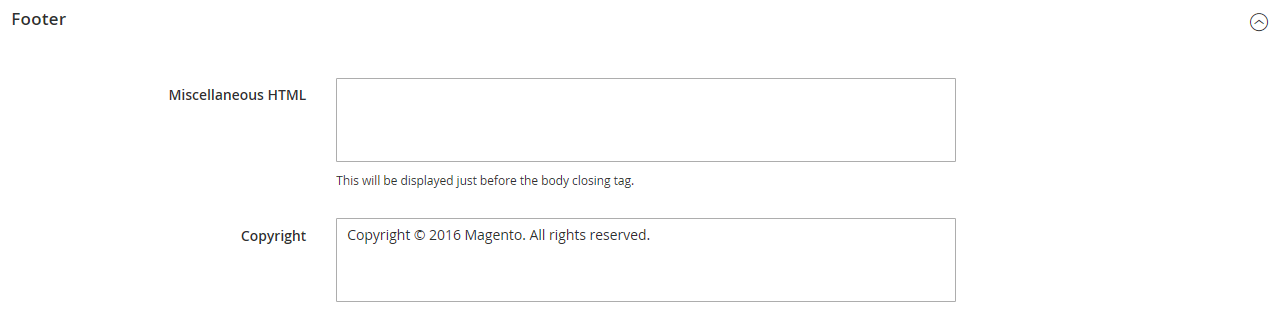 Footer
Miscellaneous HTML
This will be displayed just before the body closing tag.
Copyright
Copyright © 2016 Magento. All rights reserved.